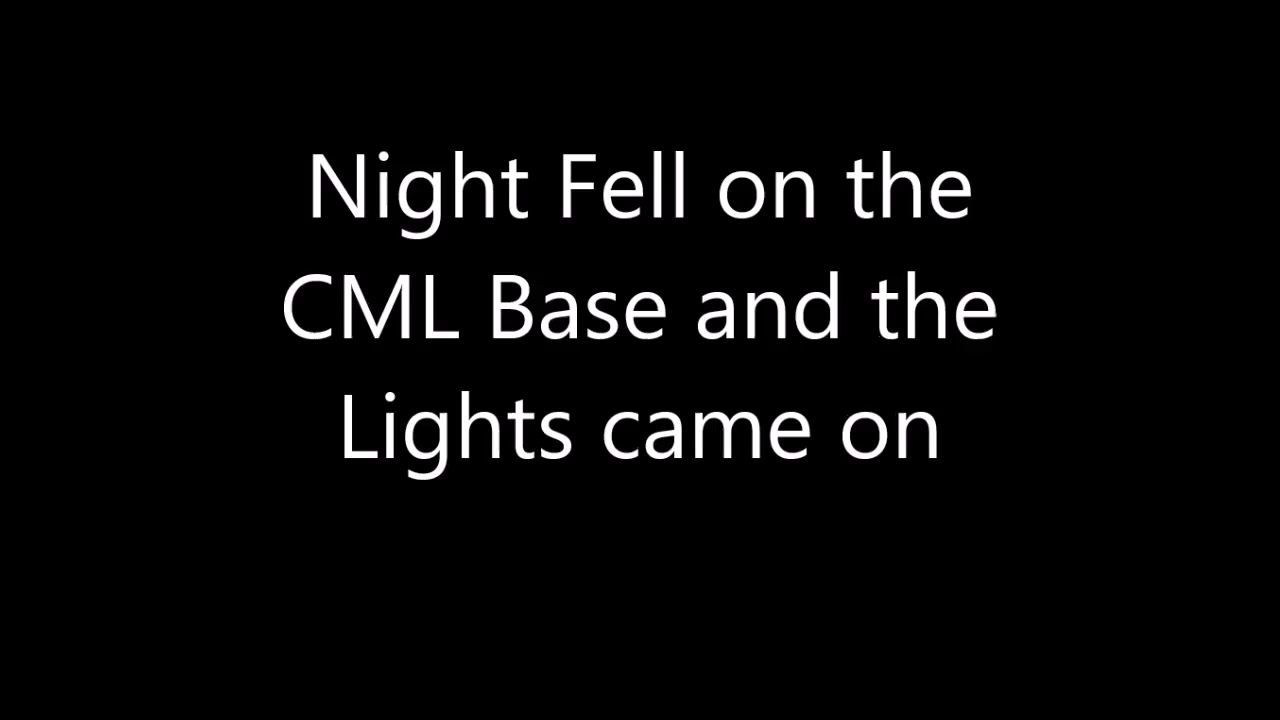 Night Fell on the
CML Base and the
Lights came on